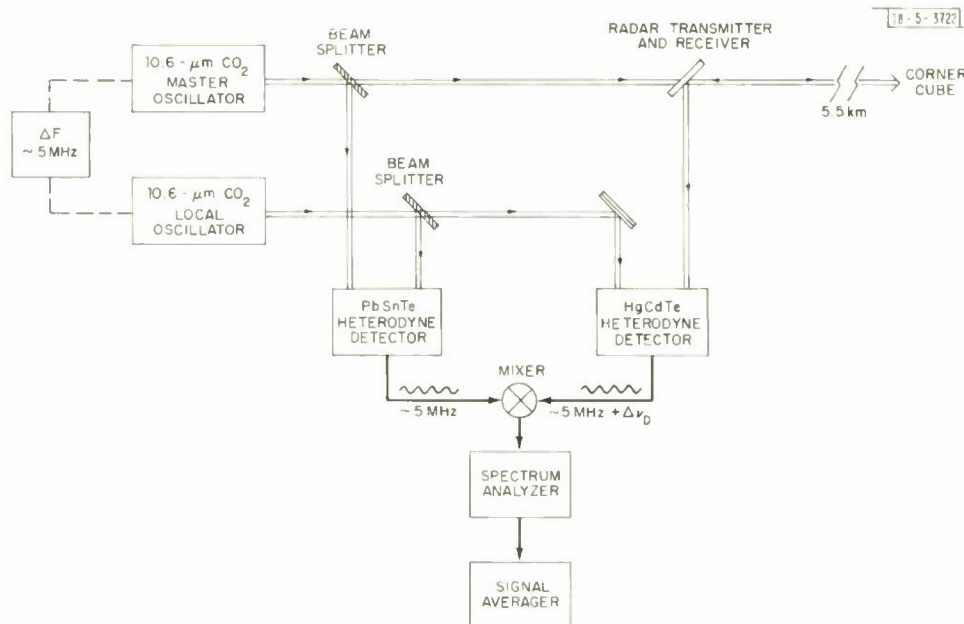 18-5-3722
BEAM
SPLITTER
RADAR TRANSMITTER
AND RECEIVER
10.6-μm CO2
MASTER
OSCILLATOR
CORNER
CUBE
5.5 km
ΔF
~5 MHz
BEAM
SPLITTER
10.6-μm CO2
LOCAL
OSCILLATOR
PbSnTe
HETERODYNE
DETECTOR
HgCdTe
HETERODYNE
DETECTOR
MIXER
~5 MHz
~5 MHz + Δν_D
SPECTRUM
ANALYZER
SIGNAL
AVERAGER